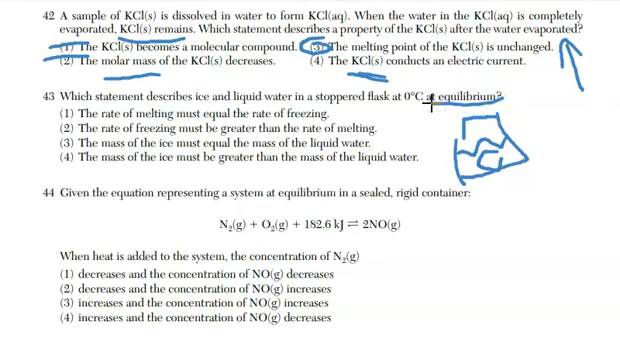 42 A sample of KCl(s) is dissolved in water to form KCl(aq). When the water in the KCl(aq) is completely
evaporated, KCl(s) remains. Which statement describes a property of the KCl(s) after the water evaporated?
(1) The KCl(s) becomes a molecular compound. (3) The melting point of the KCl(s) is unchanged.
(2) The molar mass of the KCl(s) decreases. (4) The KCl(s) conducts an electric current.
43 Which statement describes ice and liquid water in a stoppered flask at 0°C at equilibrium?
(1) The rate of melting must equal the rate of freezing.
(2) The rate of freezing must be greater than the rate of melting.
(3) The mass of the ice must equal the mass of the liquid water.
(4) The mass of the ice must be greater than the mass of the liquid water.
44 Given the equation representing a system at equilibrium in a sealed, rigid container:
N₂(g) + O₂(g) + 182.6 kJ ⇌ 2NO(g)
When heat is added to the system, the concentration of N₂(g)
(1) decreases and the concentration of NO(g) decreases
(2) decreases and the concentration of NO(g) increases
(3) increases and the concentration of NO(g) increases
(4) increases and the concentration of NO(g) decreases